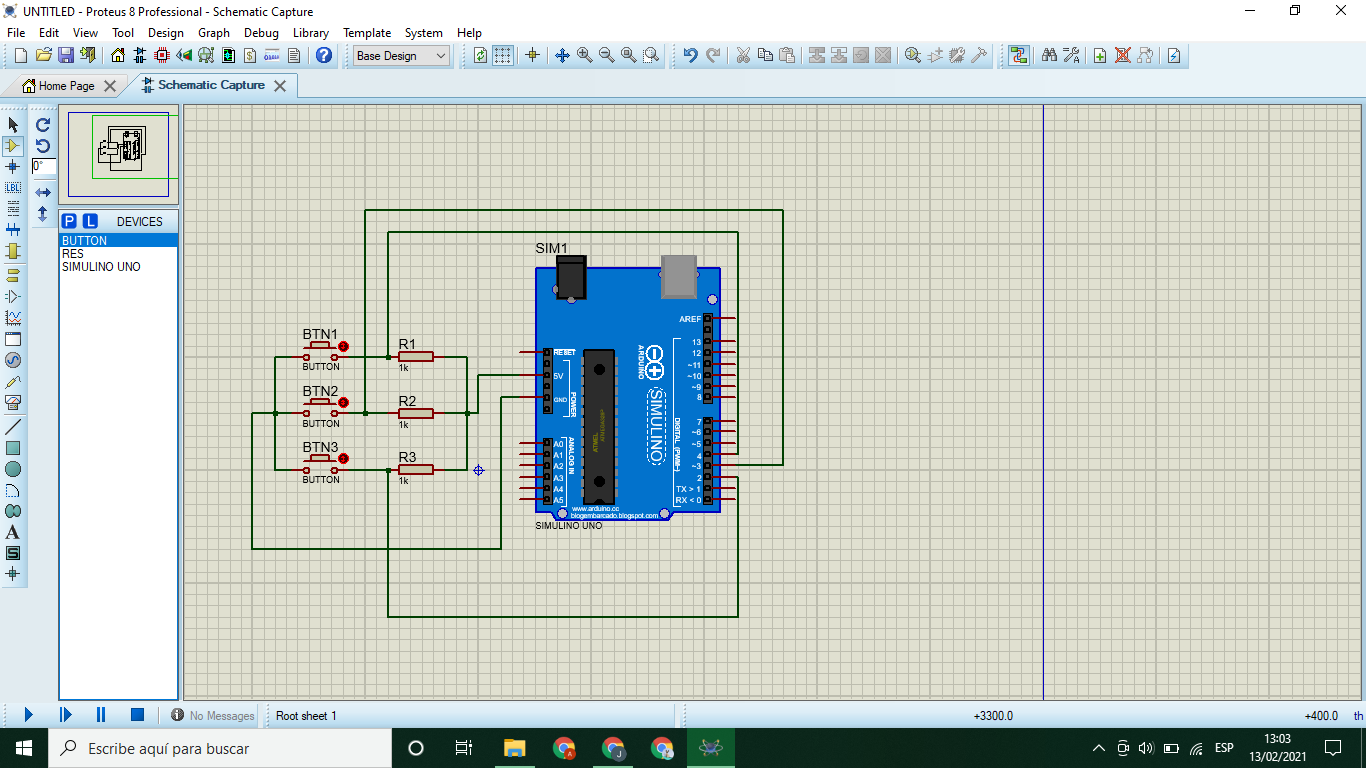 UNTITLED - Proteus 8 Professional - Schematic Capture
File Edit View Tool Design Graph Debug Library Template System Help
Base Design
Home Page
Schematic Capture
0°
LBL
P L DEVICES
BUTTON
RES
SIMULINO UNO
A
S
SIM1
AREF
13
12
~11
~10
~9
8
7
~6
~5
4
~3
2
TX > 1
RX < 0
RESET
5V
GND
POWER
A0
A1
A2
A3
A4
A5
ANALOG IN
ATMEL
ARDUINO
SIMULINO
DIGITAL (PWM~)
www.arduino.cc
blogembarcado.blogspot.com
SIMULINO UNO
BTN1
BUTTON
R1
1k
BTN2
BUTTON
R2
1k
BTN3
BUTTON
R3
1k
No Messages
Root sheet 1
+3300.0
+400.0
th
Escribe aquí para buscar
A
J
ESP
13:03
13/02/2021